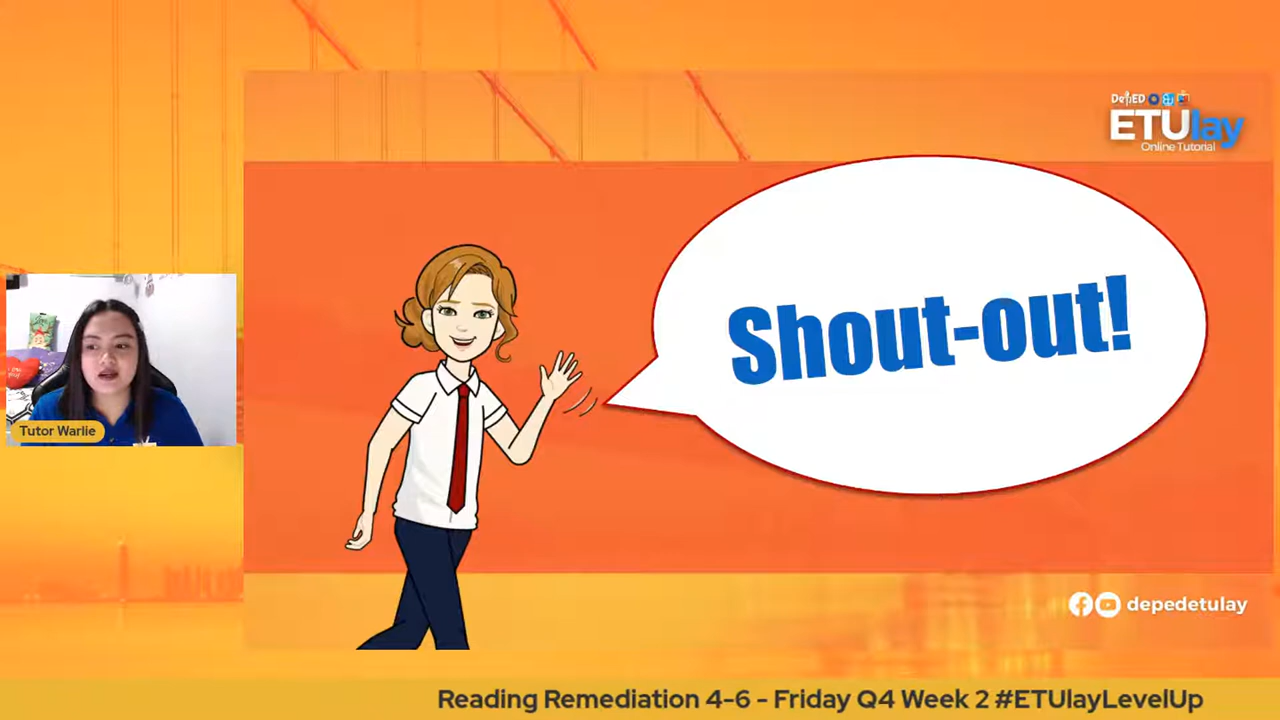 DepED
ETUlay
Online Tutorial
Shout-out!
Tutor Warlie
depedetulay
Reading Remediation 4-6 - Friday Q4 Week 2 #ETUlayLevelUp